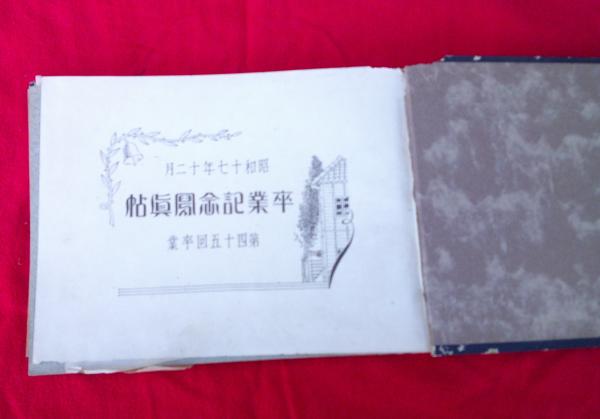 昭和十七年十二月
卒業記念寫眞帖
第四十五回卒業